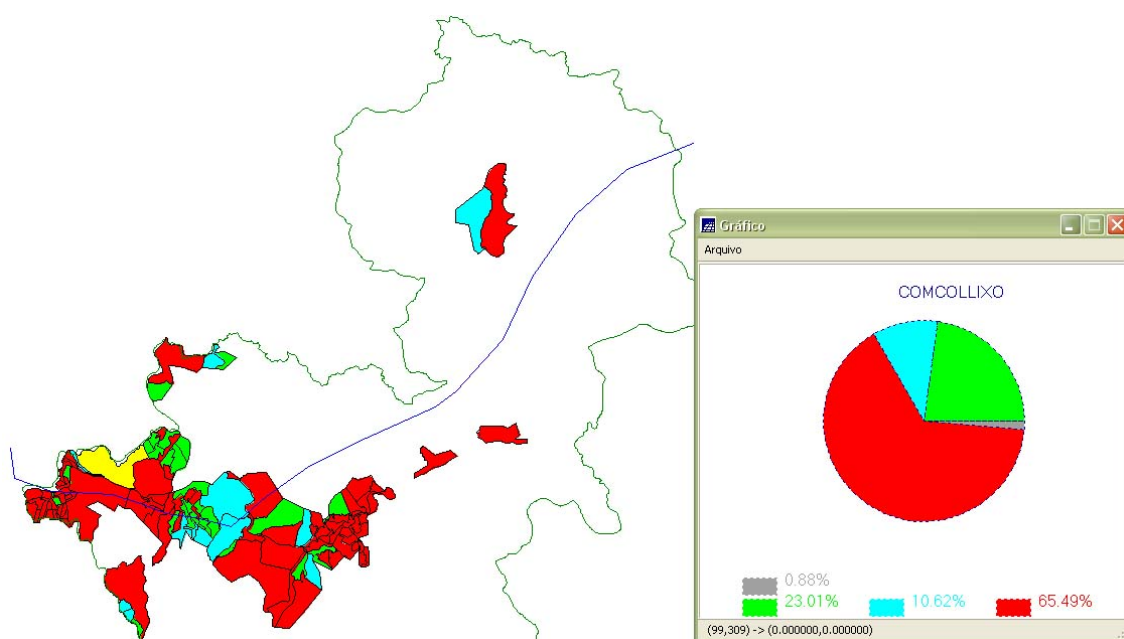 Gráfico
Arquivo
COMCOLLIXO
0.88%
23.01% 10.62% 65.49%
(99,309) -> (0.000000,0.000000)